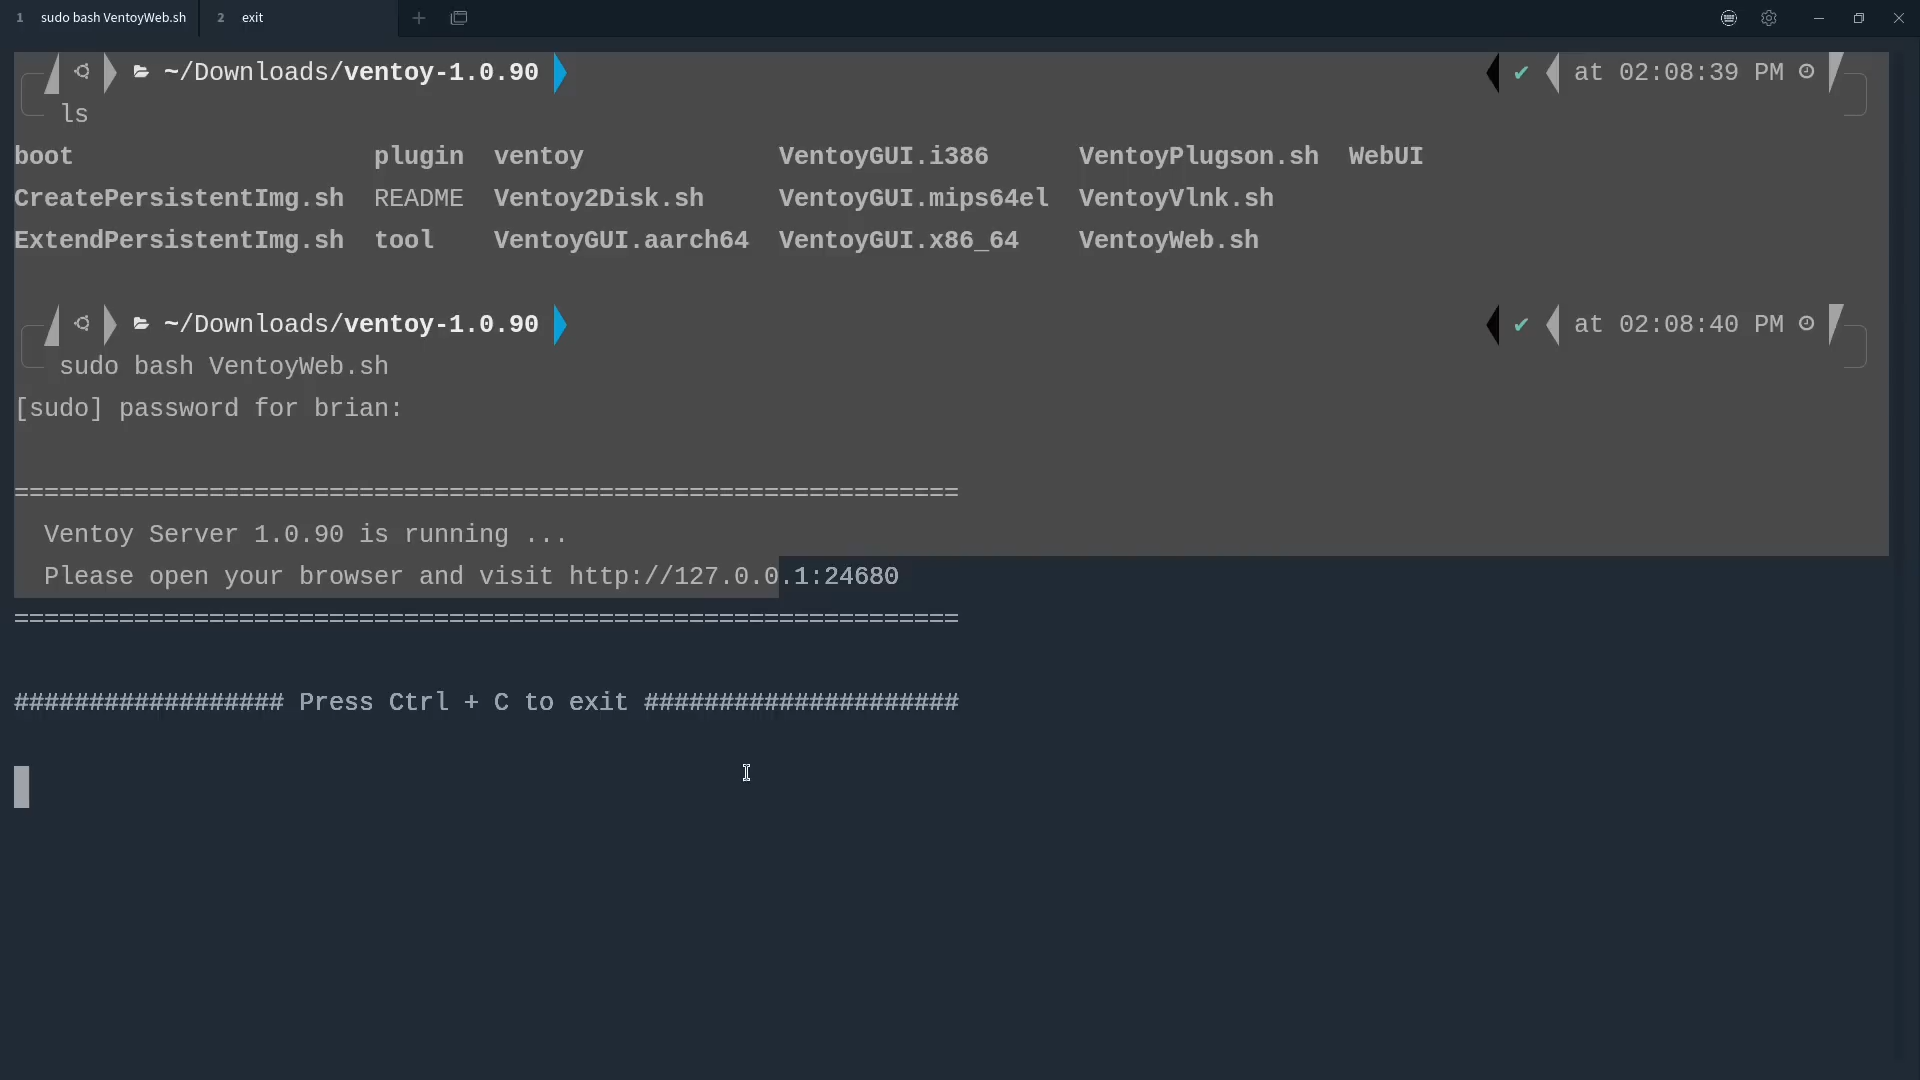 1 sudo bash VentoyWeb.sh 2 exit
~/Downloads/ventoy-1.0.90 ✔ at 02:08:39 PM
ls
boot plugin ventoy VentoyGUI.i386 VentoyPlugson.sh WebUI
CreatePersistentImg.sh README Ventoy2Disk.sh VentoyGUI.mips64el VentoyVlnk.sh
ExtendPersistentImg.sh tool VentoyGUI.aarch64 VentoyGUI.x86_64 VentoyWeb.sh
~/Downloads/ventoy-1.0.90 ✔ at 02:08:40 PM
sudo bash VentoyWeb.sh
[sudo] password for brian:
===============================================================
Ventoy Server 1.0.90 is running ...
Please open your browser and visit http://127.0.0.1:24680
===============================================================
################## Press Ctrl + C to exit #####################